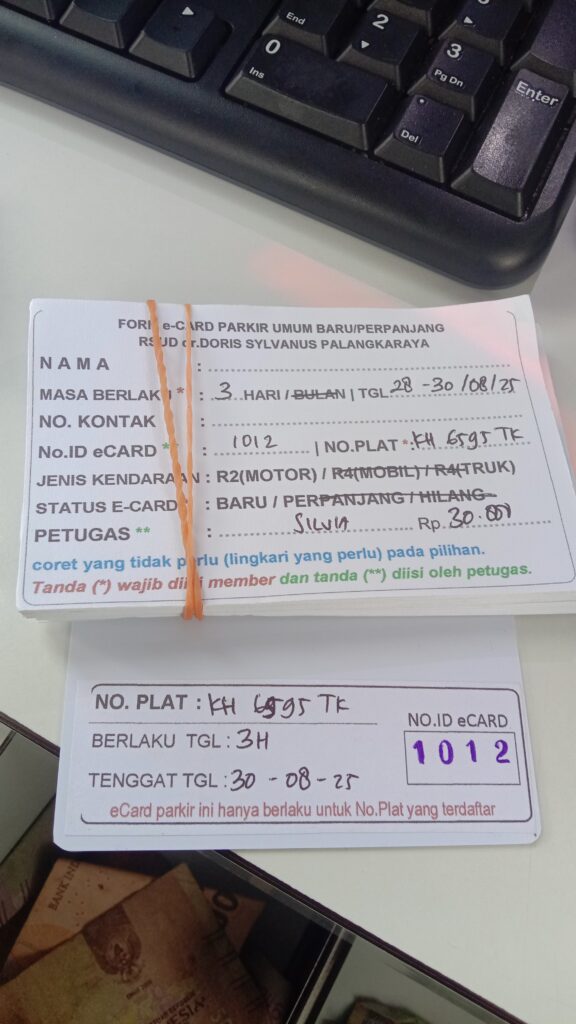 End
0
Ins
2
3
Pg Dn
.
Del
Enter
FORM e-CARD PARKIR UMUM BARU/PERPANJANG
RSUD dr.DORIS SYLVANUS PALANGKARAYA
N A M A :
MASA BERLAKU * : 3 HARI / BULAN | TGL 28 - 30 / 08 / 25
NO. KONTAK :
No.ID eCARD ** : 1012 | NO.PLAT *: KH 6595 TK
JENIS KENDARAAN : R2(MOTOR) / R4(MOBIL) / R4(TRUK)
STATUS E-CARD : BARU / PERPANJANG / HILANG
PETUGAS ** : SILVIA Rp. 30.000
coret yang tidak perlu (lingkari yang perlu) pada pilihan.
Tanda (*) wajib diisi member dan tanda (**) diisi oleh petugas.
NO. PLAT : KH 6595 TK
NO.ID eCARD
BERLAKU TGL : 3H
1012
TENGGAT TGL : 30 - 08 - 25
eCard parkir ini hanya berlaku untuk No.Plat yang terdaftar
BANK IND